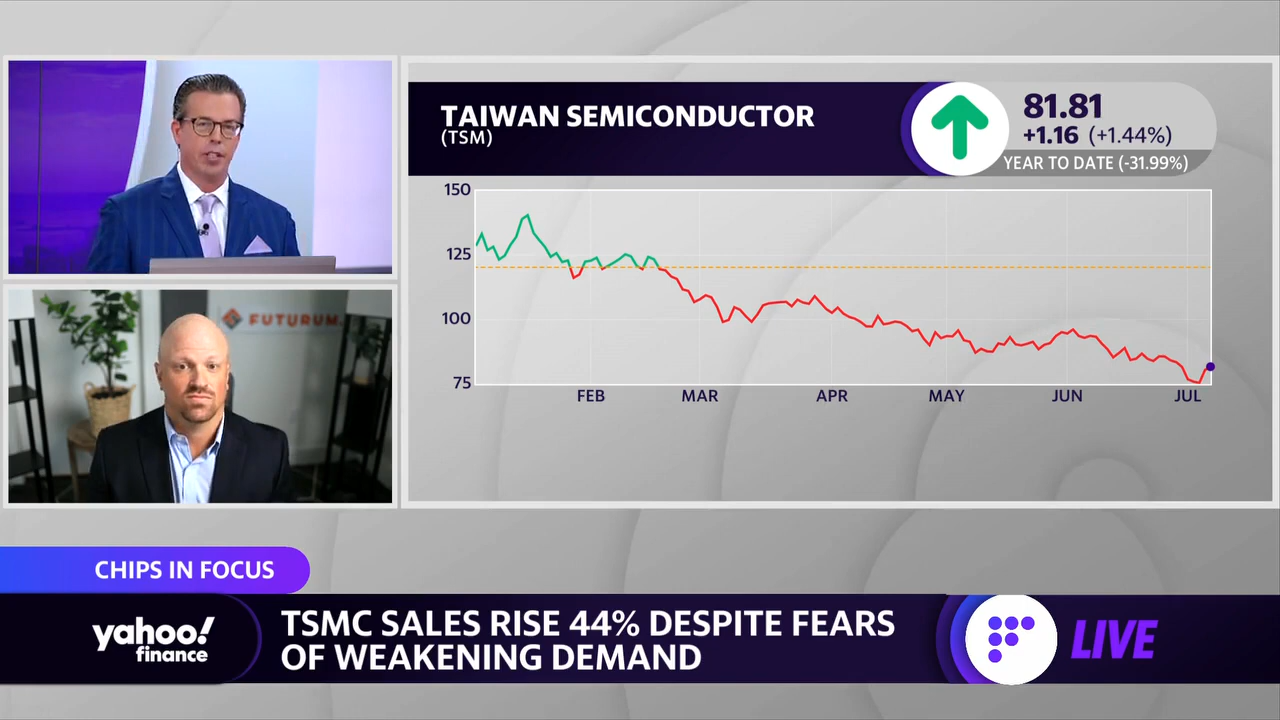 TAIWAN SEMICONDUCTOR
(TSM)
81.81
+1.16 (+1.44%)
YEAR TO DATE (-31.99%)
150
125
100
75
FEB MAR APR MAY JUN JUL
FUTURUM
CHIPS IN FOCUS
yahoo!
finance
TSMC SALES RISE 44% DESPITE FEARS
OF WEAKENING DEMAND
LIVE